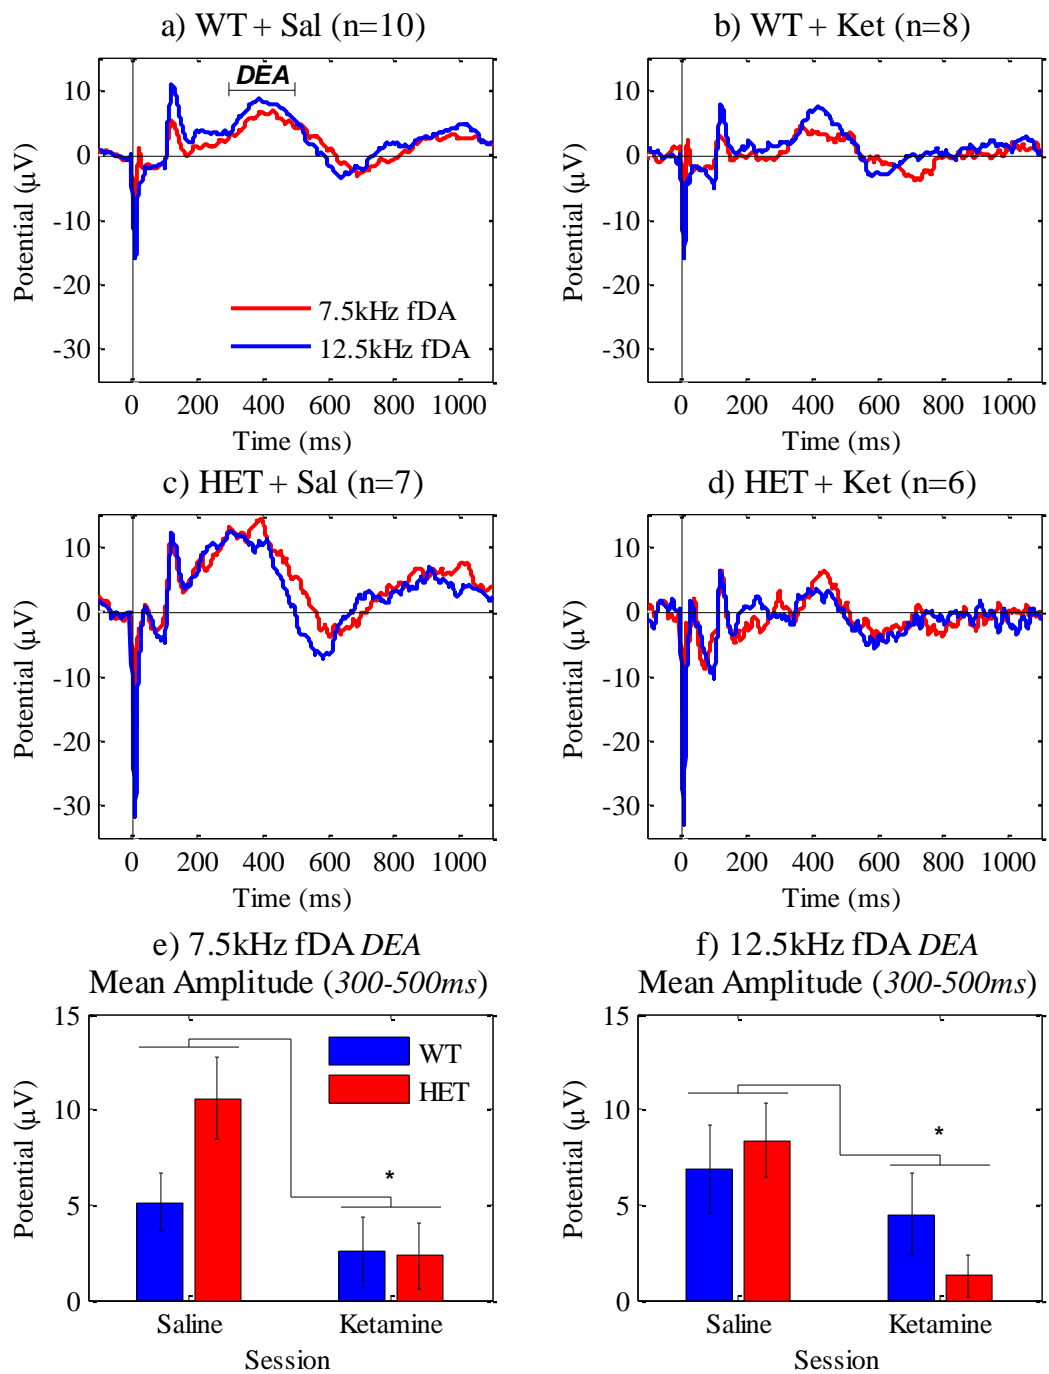 a) WT + Sal (n=10)
DEA
10
0
-10
-20
-30
Potential (µV)
7.5kHz fDA
12.5kHz fDA
0 200 400 600 800 1000
Time (ms)
b) WT + Ket (n=8)
10
0
-10
-20
-30
Potential (µV)
0 200 400 600 800 1000
Time (ms)
c) HET + Sal (n=7)
10
0
-10
-20
-30
Potential (µV)
0 200 400 600 800 1000
Time (ms)
d) HET + Ket (n=6)
10
0
-10
-20
-30
Potential (µV)
0 200 400 600 800 1000
Time (ms)
e) 7.5kHz fDA DEA
Mean Amplitude (300-500ms)
15
10
5
0
Potential (µV)
WT
HET
*
Saline Ketamine
Session
f) 12.5kHz fDA DEA
Mean Amplitude (300-500ms)
15
10
5
0
Potential (µV)
*
Saline Ketamine
Session